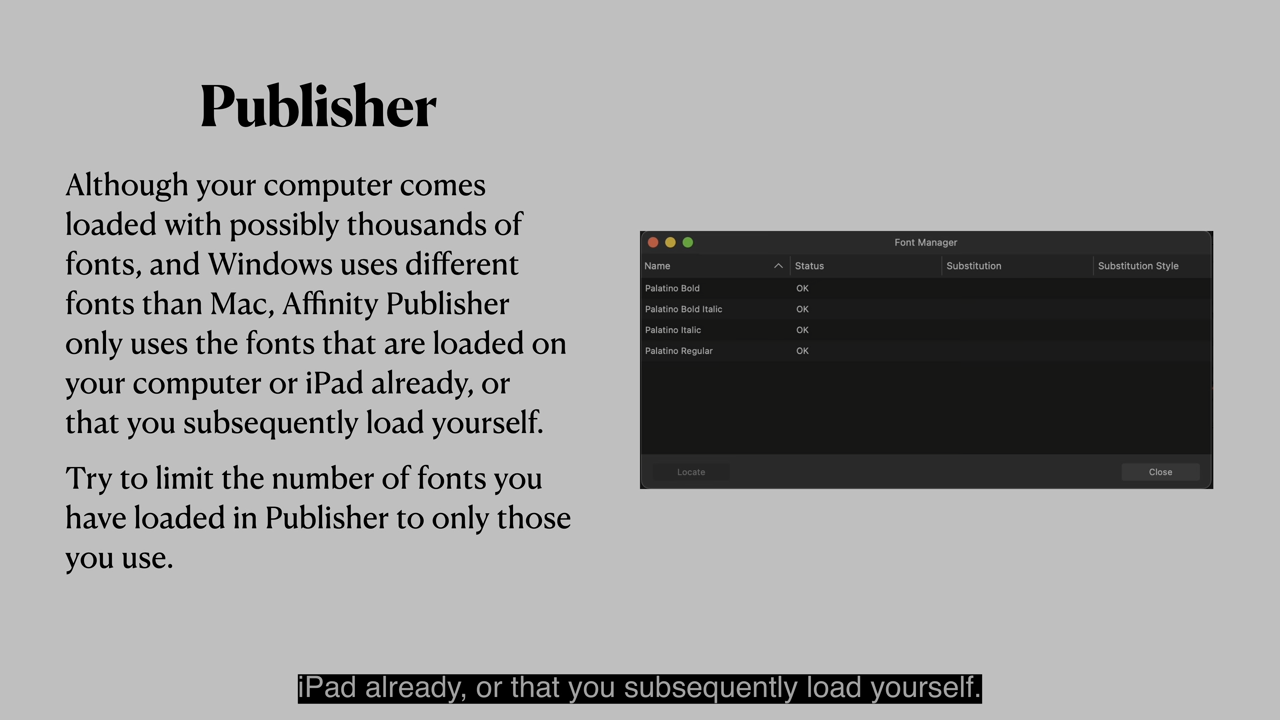 Publisher
Although your computer comes
loaded with possibly thousands of
fonts, and Windows uses different
fonts than Mac, Affinity Publisher
only uses the fonts that are loaded on
your computer or iPad already, or
that you subsequently load yourself.
Try to limit the number of fonts you
have loaded in Publisher to only those
you use.
Font Manager
Name Status Substitution Substitution Style
Palatino Bold OK
Palatino Bold Italic OK
Palatino Italic OK
Palatino Regular OK
Locate Close
iPad already, or that you subsequently load yourself.